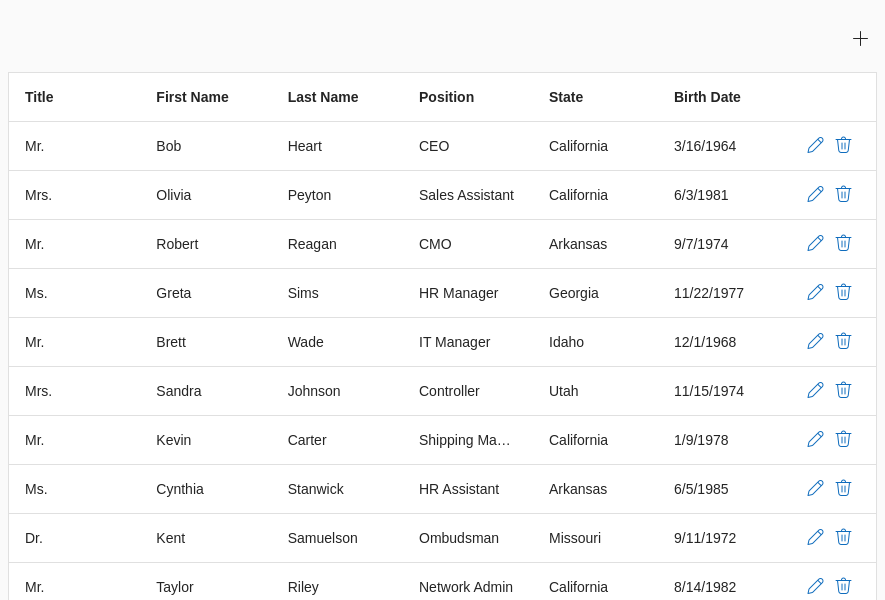 Title First Name Last Name Position State Birth Date
Mr. Bob Heart CEO California 3/16/1964
Mrs. Olivia Peyton Sales Assistant California 6/3/1981
Mr. Robert Reagan CMO Arkansas 9/7/1974
Ms. Greta Sims HR Manager Georgia 11/22/1977
Mr. Brett Wade IT Manager Idaho 12/1/1968
Mrs. Sandra Johnson Controller Utah 11/15/1974
Mr. Kevin Carter Shipping Ma… California 1/9/1978
Ms. Cynthia Stanwick HR Assistant Arkansas 6/5/1985
Dr. Kent Samuelson Ombudsman Missouri 9/11/1972
Mr. Taylor Riley Network Admin California 8/14/1982